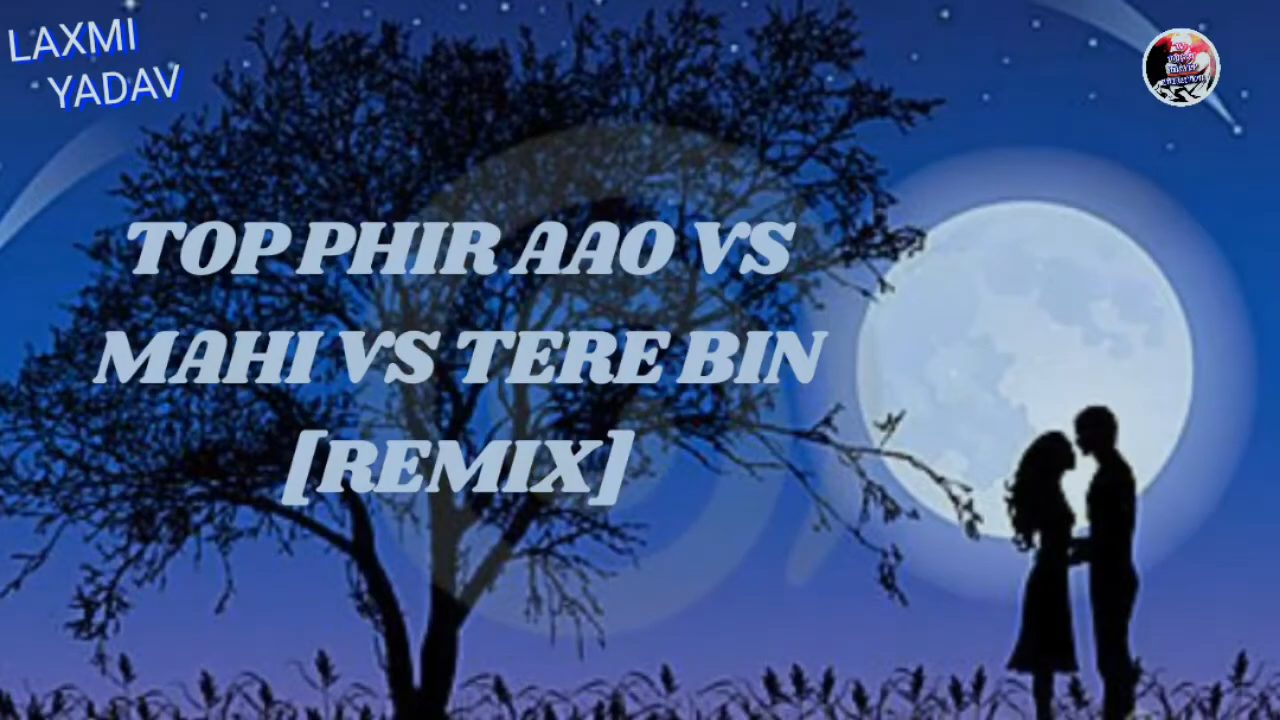 LAXMI
YADAV
TOP PHIR AAO VS
MAHI VS TERE BIN
[REMIX]